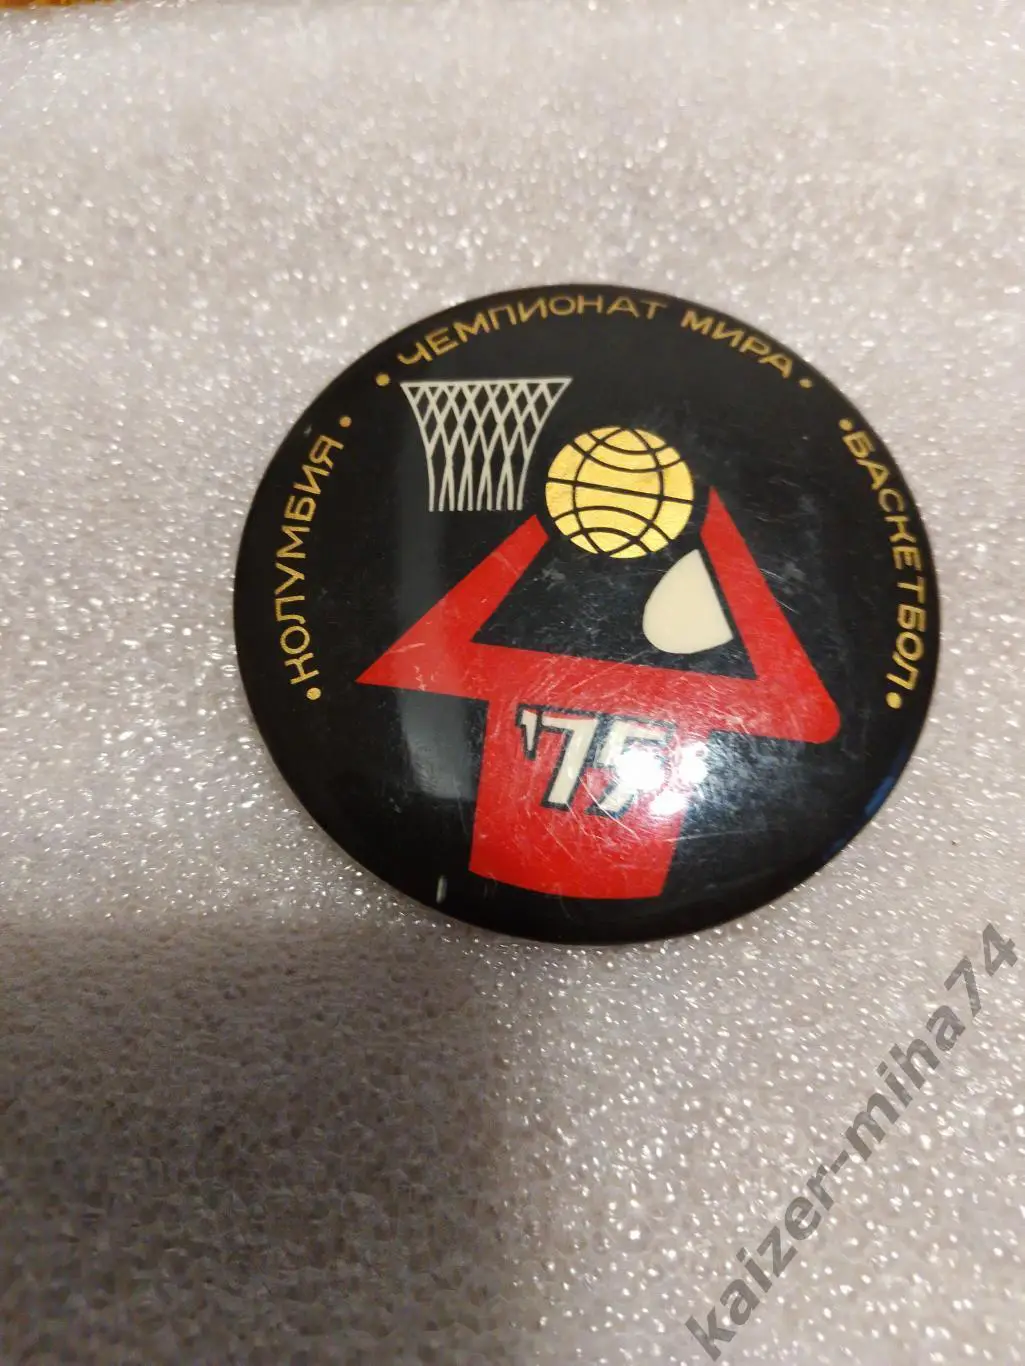 • КОЛУМБИЯ •
• ЧЕМПИОНАТ МИРА •
• БАСКЕТБОЛ •
'75
kaizer-miha74